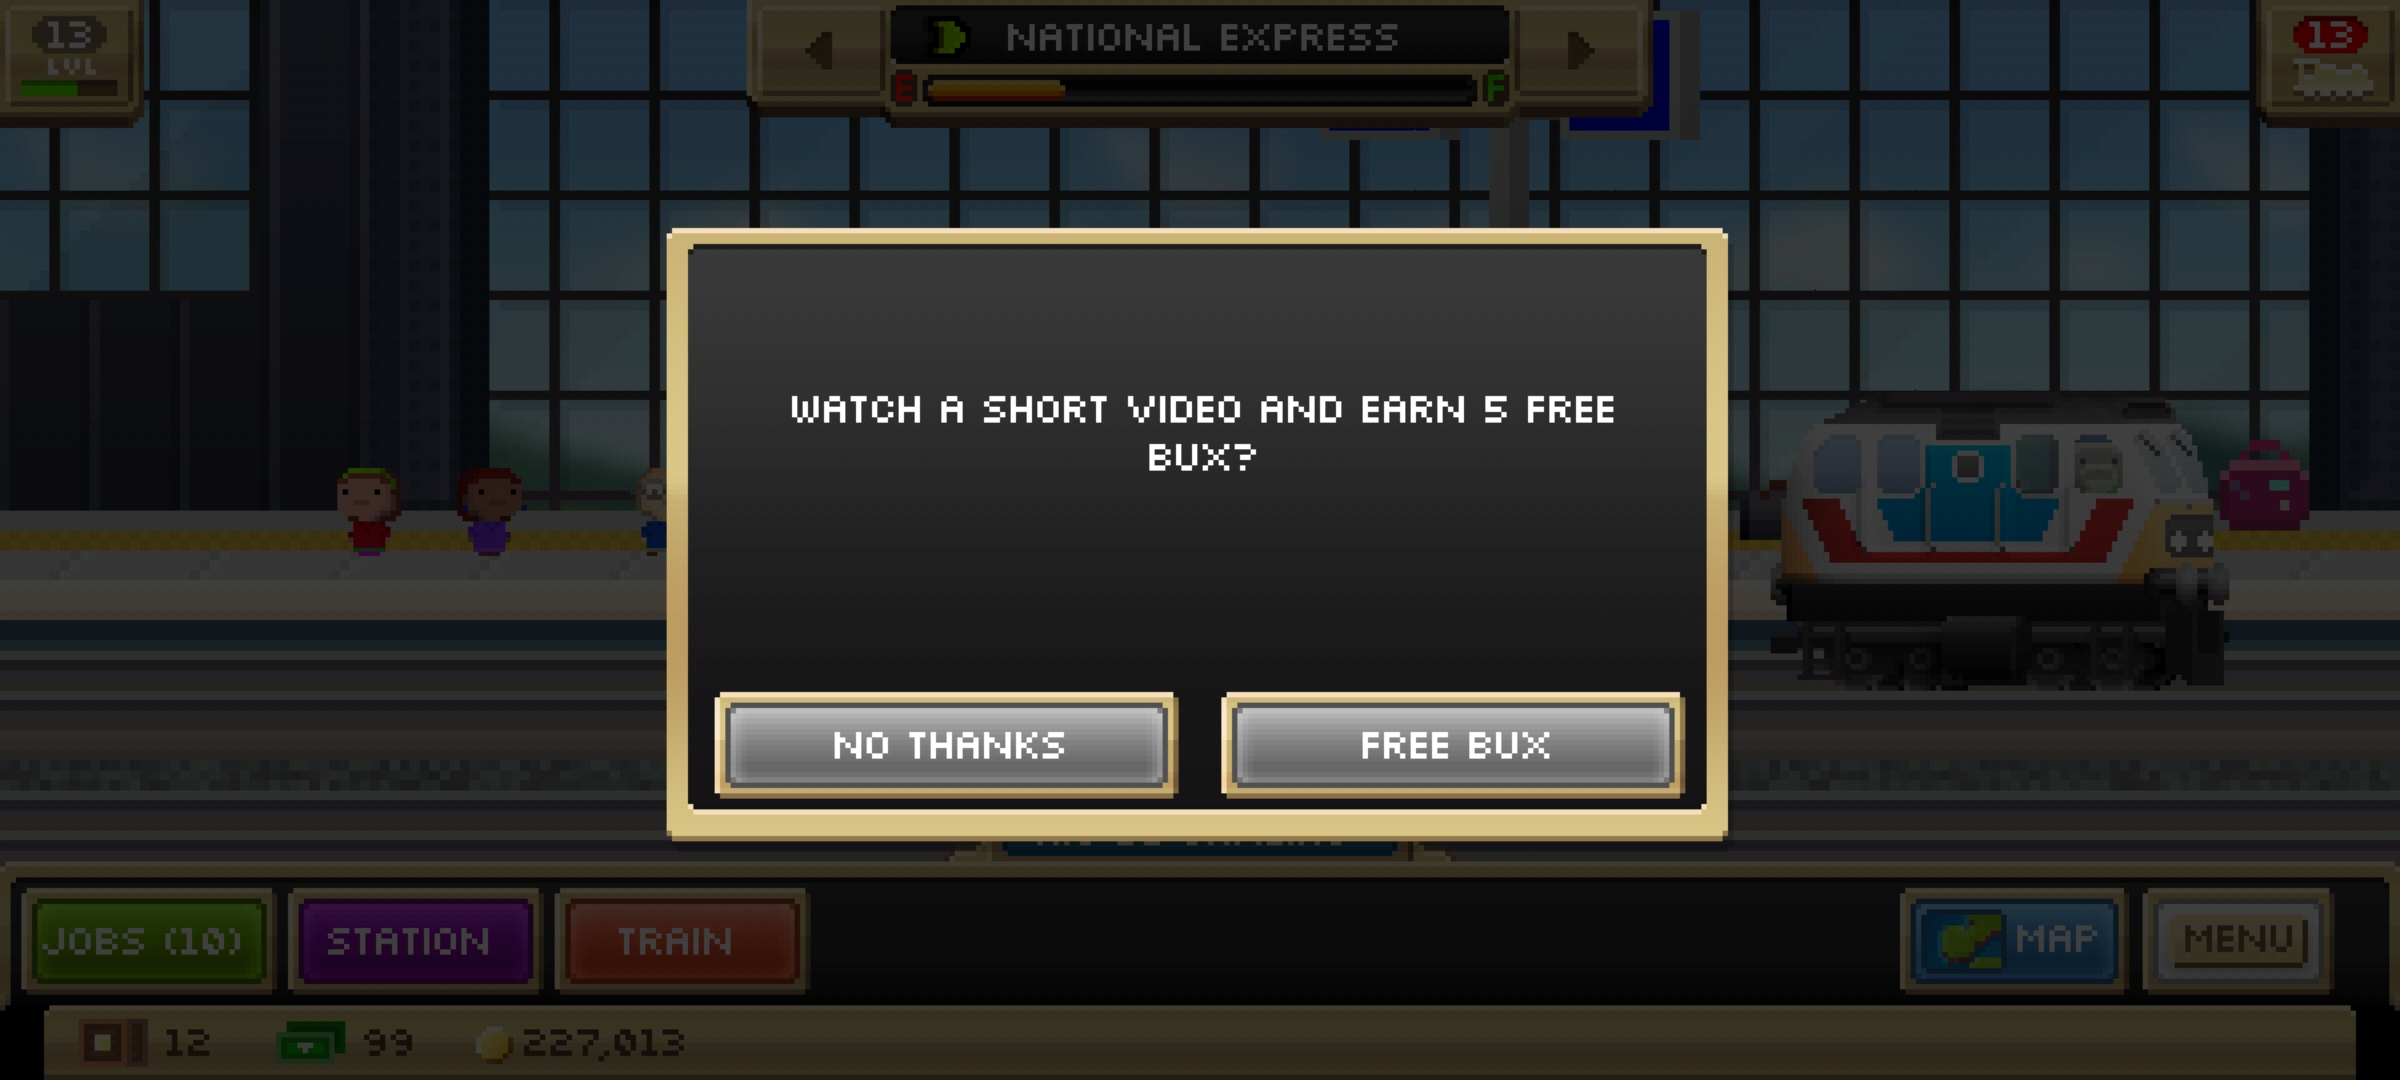 13
LVL
NATIONAL EXPRESS
E
F
13
WATCH A SHORT VIDEO AND EARN 5 FREE
BUX?
NO THANKS
FREE BUX
JOBS (10)
STATION
TRAIN
MAP
MENU
12
99
227,013